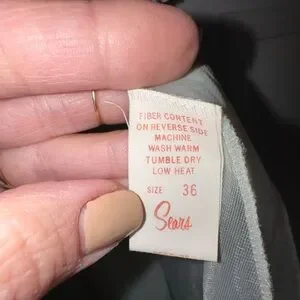 FIBER CONTENT
ON REVERSE SIDE
MACHINE
WASH WARM
TUMBLE DRY
LOW HEAT
SIZE 36
Sears